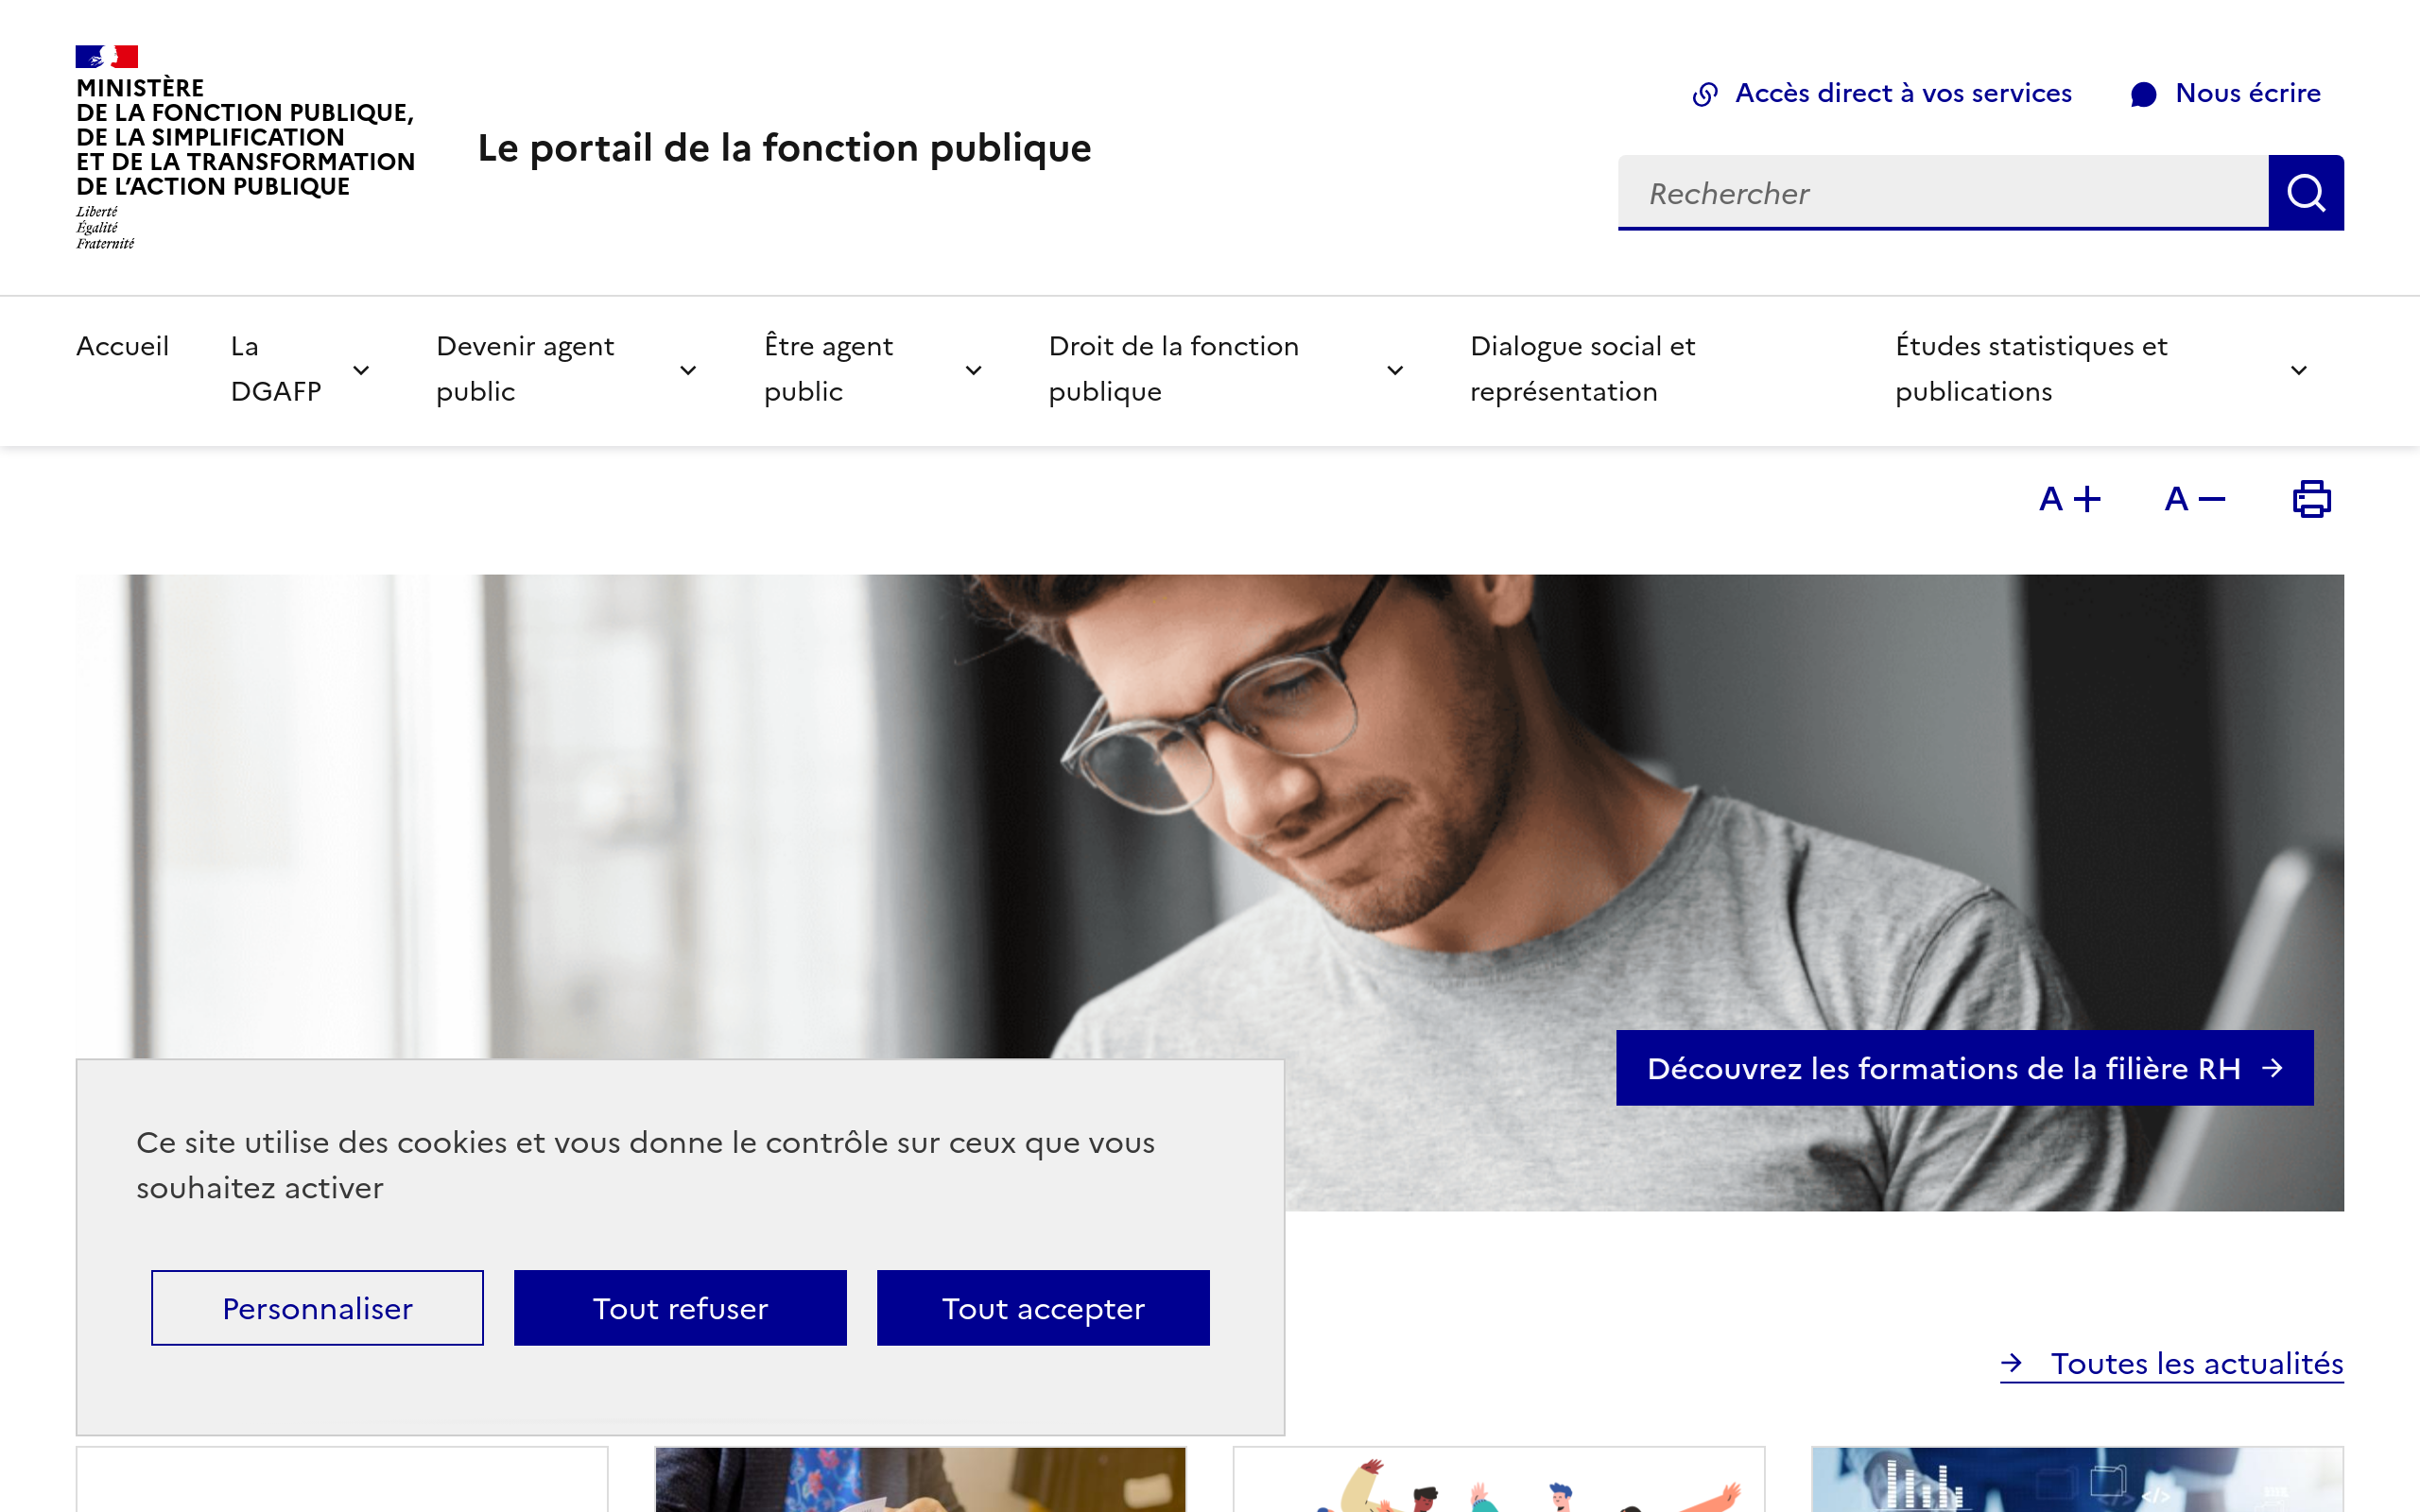 MINISTÈRE
DE LA FONCTION PUBLIQUE,
DE LA SIMPLIFICATION
ET DE LA TRANSFORMATION
DE L’ACTION PUBLIQUE
Liberté
Égalité
Fraternité
Le portail de la fonction publique
Accès direct à vos services
Nous écrire
Rechercher
Accueil
La
DGAFP
Devenir agent
public
Être agent
public
Droit de la fonction
publique
Dialogue social et
représentation
Études statistiques et
publications
A +
A −
Découvrez les formations de la filière RH
Ce site utilise des cookies et vous donne le contrôle sur ceux que vous
souhaitez activer
Personnaliser
Tout refuser
Tout accepter
Toutes les actualités